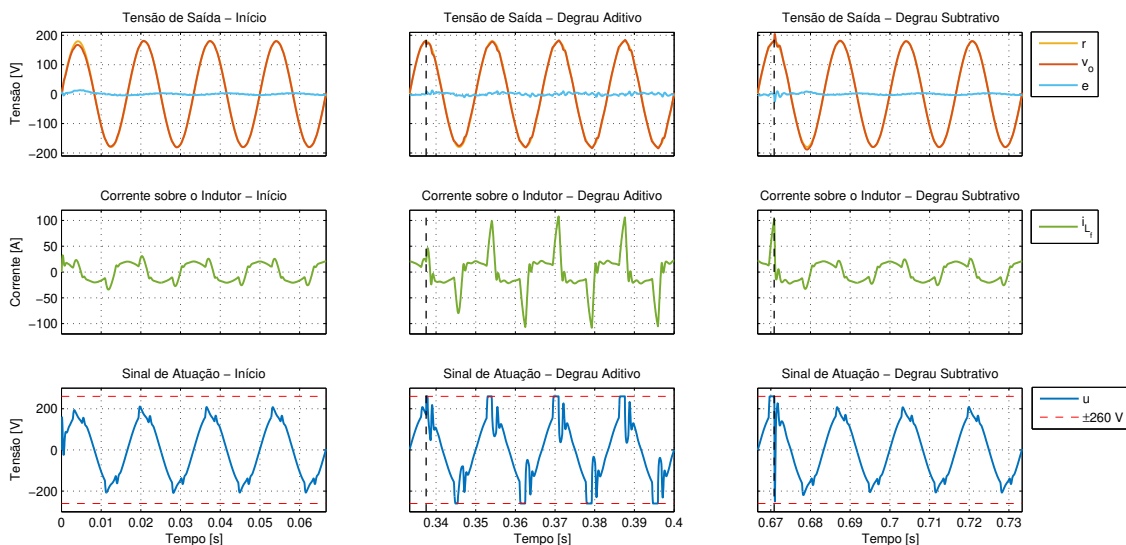 Tensão de Saída – Início
Tensão de Saída – Degrau Aditivo
Tensão de Saída – Degrau Subtrativo
Tensão [V]
200
100
0
−100
−200
r
v_o
e
Corrente sobre o Indutor – Início
Corrente sobre o Indutor – Degrau Aditivo
Corrente sobre o Indutor – Degrau Subtrativo
Corrente [A]
100
50
0
−50
−100
i_{L_f}
Sinal de Atuação – Início
Sinal de Atuação – Degrau Aditivo
Sinal de Atuação – Degrau Subtrativo
Tensão [V]
200
0
−200
u
±260 V
0 0.01 0.02 0.03 0.04 0.05 0.06
0.34 0.35 0.36 0.37 0.38 0.39 0.4
0.67 0.68 0.69 0.7 0.71 0.72 0.73
Tempo [s]
Tempo [s]
Tempo [s]